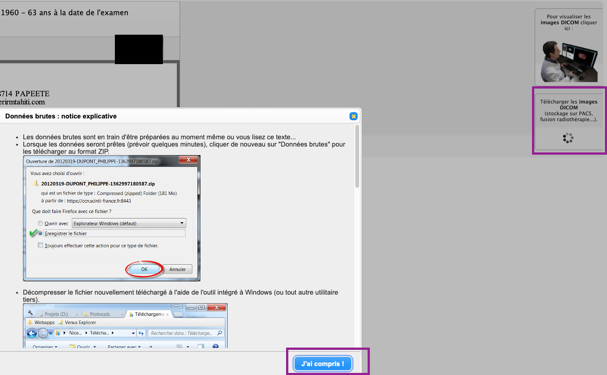 1960 - 63 ans à la date de l'examen
8714 PAPEETE
erirmtahiti.com
Pour visualiser les
images DICOM cliquer
ici :
Télécharger les images
DICOM
(stockage sur PACS,
fusion radiothérapie...).
Données brutes : notice explicative
• Les données brutes sont en train d'être préparées au moment même ou vous lisez ce texte...
• Lorsque les données seront prêtes (prévoir quelques minutes), cliquer de nouveau sur "Données brutes" pour
les télécharger au format ZIP.
Ouverture de 20120319-DUPONT_PHILIPPE-1362997180587.zip
Vous avez choisi d'ouvrir :
20120319-DUPONT_PHILIPPE-1362997180587.zip
qui est un fichier de type : Compressed (zipped) Folder (181 Mo)
à partir de : https://ccnacinti-france.fr:8443
Que doit faire Firefox avec ce fichier ?
Ouvrir avec Explorateur Windows (défaut)
Enregistrer le fichier
Toujours effectuer cette action pour ce type de fichier.
OK Annuler
• Décompresser le fichier nouvellement téléchargé à l'aide de l'outil intégré à Windows (ou tout autre utilitaire
tiers).
Projets (D:) Protocols Télécharger
Webapps Venus Explorer
Nice... Télécha... Rechercher dans : Télécharge...
Organiser Ouvrir Partager avec
J'ai compris !